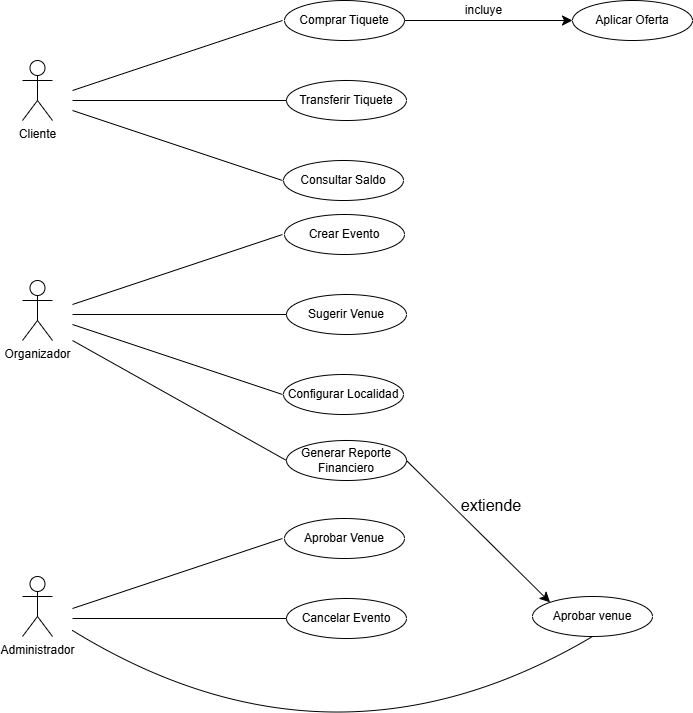 Comprar Tiquete
incluye
Aplicar Oferta
Cliente
Transferir Tiquete
Consultar Saldo
Crear Evento
Organizador
Sugerir Venue
Configurar Localidad
Generar Reporte
Financiero
extiende
Aprobar Venue
Administrador
Cancelar Evento
Aprobar venue